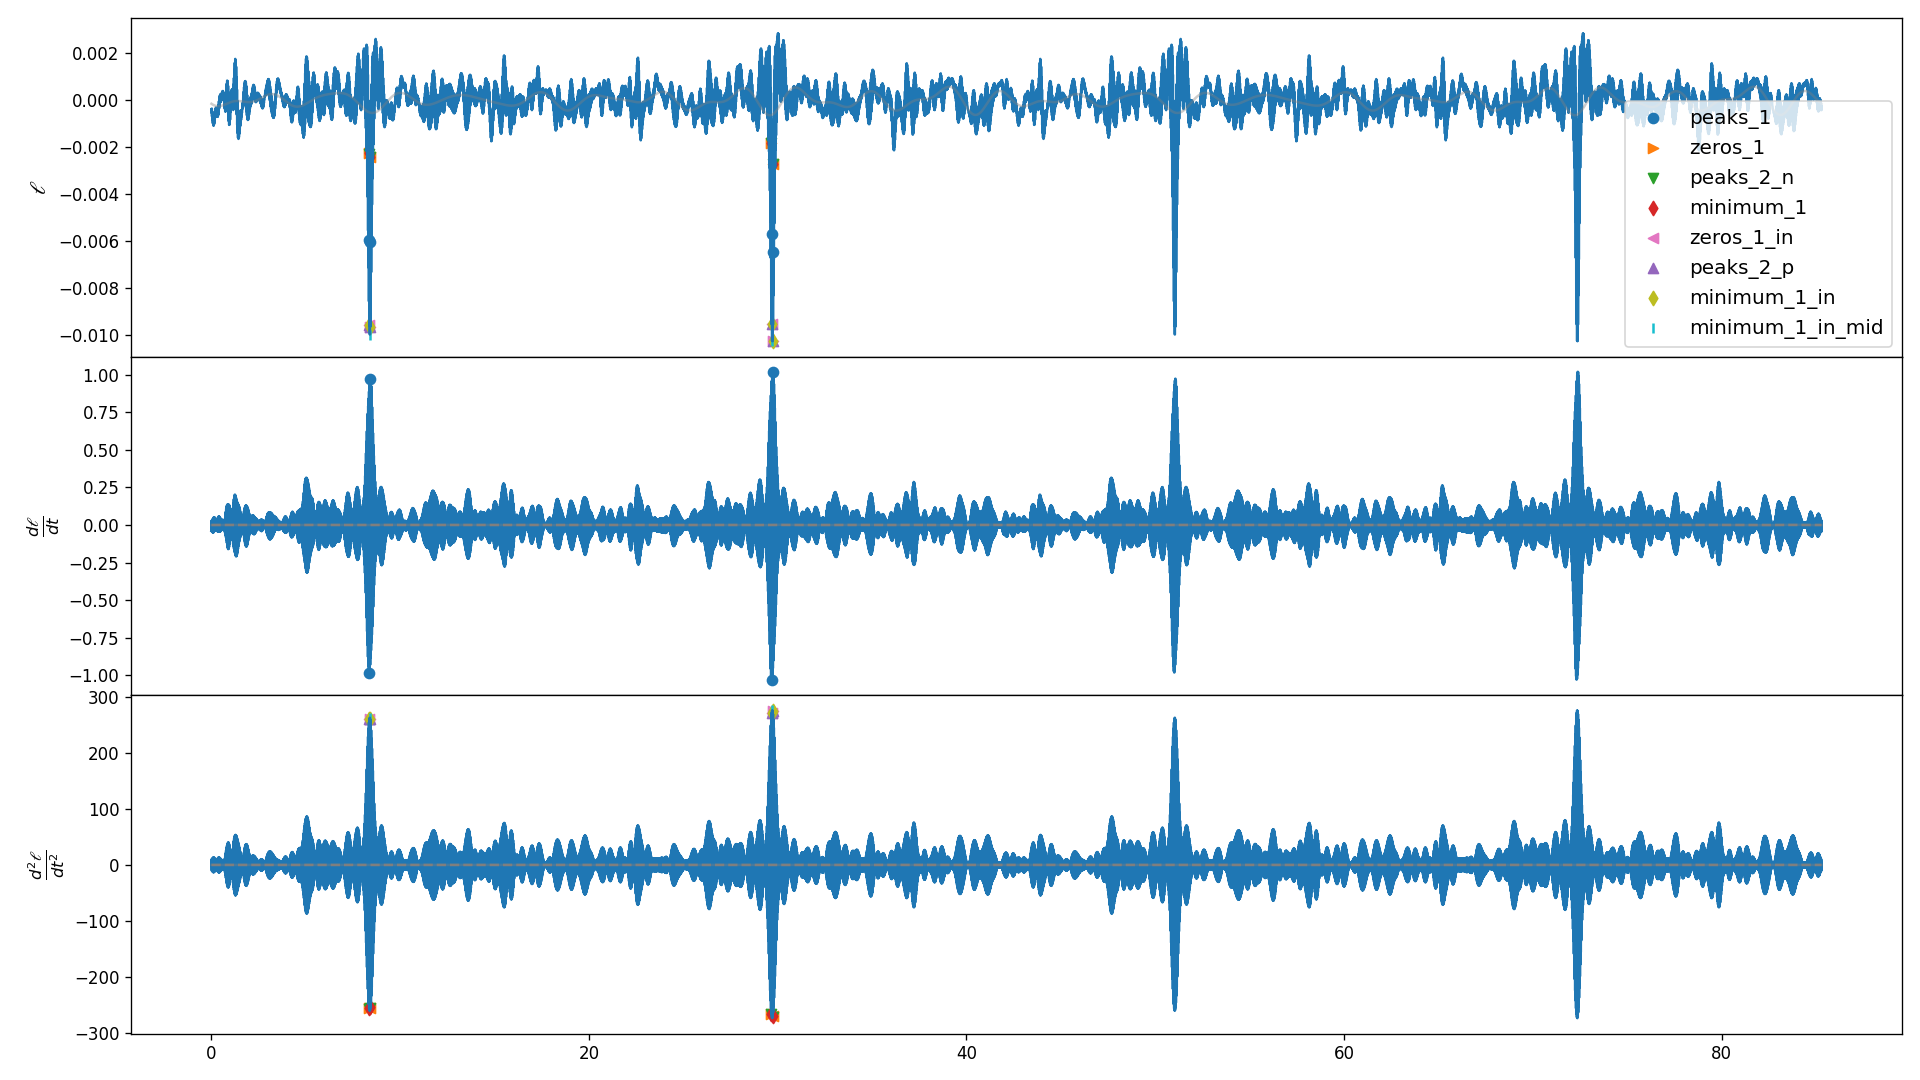 0.002
0.000
−0.002
−0.004
−0.006
−0.008
−0.010
ℓ
peaks_1
zeros_1
peaks_2_n
minimum_1
zeros_1_in
peaks_2_p
minimum_1_in
minimum_1_in_mid
1.00
0.75
0.50
0.25
0.00
−0.25
−0.50
−0.75
−1.00
dℓ/dt
300
200
100
0
−100
−200
−300
d²ℓ/dt²
0 20 40 60 80